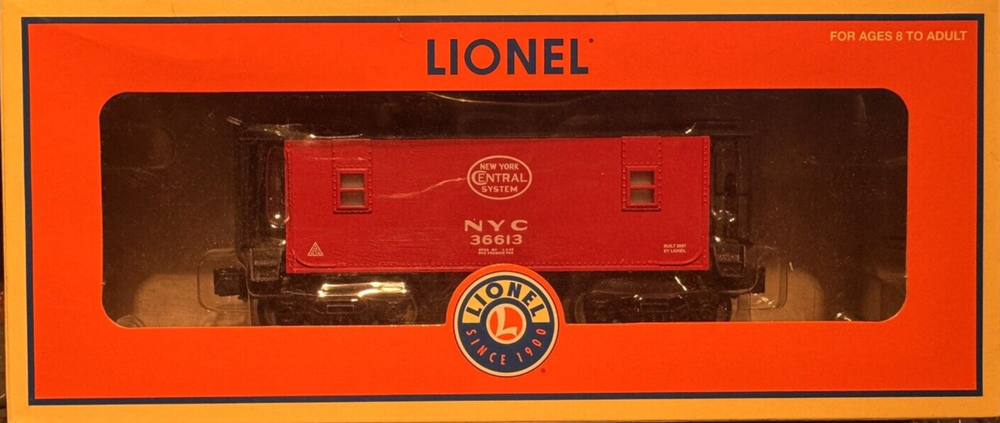 LIONEL
FOR AGES 8 TO ADULT
NEW YORK
CENTRAL
SYSTEM
NYC
36613
BUILT 2007
BY LIONEL
LIONEL
L
SINCE 1900